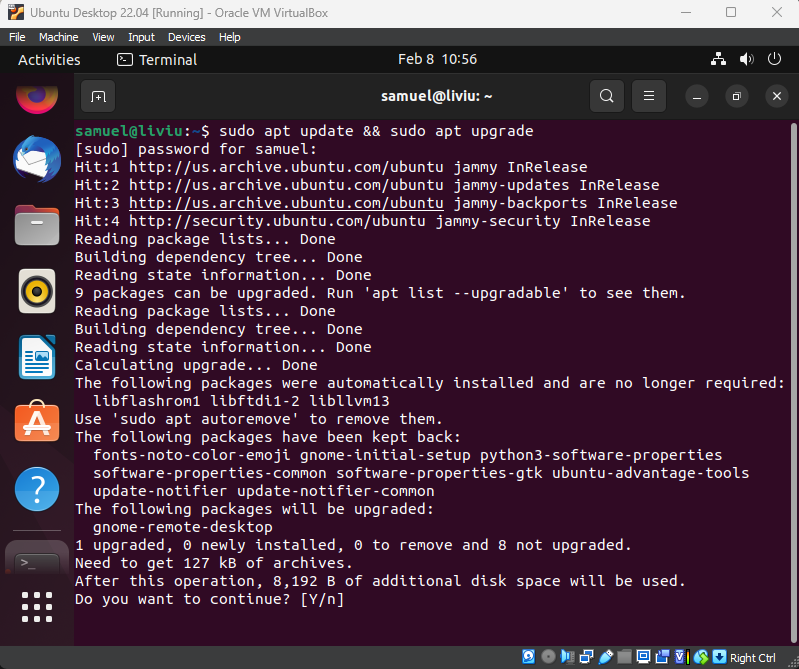 Ubuntu Desktop 22.04 [Running] - Oracle VM VirtualBox
File Machine View Input Devices Help
Activities Terminal Feb 8 10:56
samuel@liviu: ~
samuel@liviu:~$ sudo apt update && sudo apt upgrade
[sudo] password for samuel:
Hit:1 http://us.archive.ubuntu.com/ubuntu jammy InRelease
Hit:2 http://us.archive.ubuntu.com/ubuntu jammy-updates InRelease
Hit:3 http://us.archive.ubuntu.com/ubuntu jammy-backports InRelease
Hit:4 http://security.ubuntu.com/ubuntu jammy-security InRelease
Reading package lists... Done
Building dependency tree... Done
Reading state information... Done
9 packages can be upgraded. Run 'apt list --upgradable' to see them.
Reading package lists... Done
Building dependency tree... Done
Reading state information... Done
Calculating upgrade... Done
The following packages were automatically installed and are no longer required:
  libflashrom1 libftdi1-2 libllvm13
Use 'sudo apt autoremove' to remove them.
The following packages have been kept back:
  fonts-noto-color-emoji gnome-initial-setup python3-software-properties
  software-properties-common software-properties-gtk ubuntu-advantage-tools
  update-notifier update-notifier-common
The following packages will be upgraded:
  gnome-remote-desktop
1 upgraded, 0 newly installed, 0 to remove and 8 not upgraded.
Need to get 127 kB of archives.
After this operation, 8,192 B of additional disk space will be used.
Do you want to continue? [Y/n]
Right Ctrl